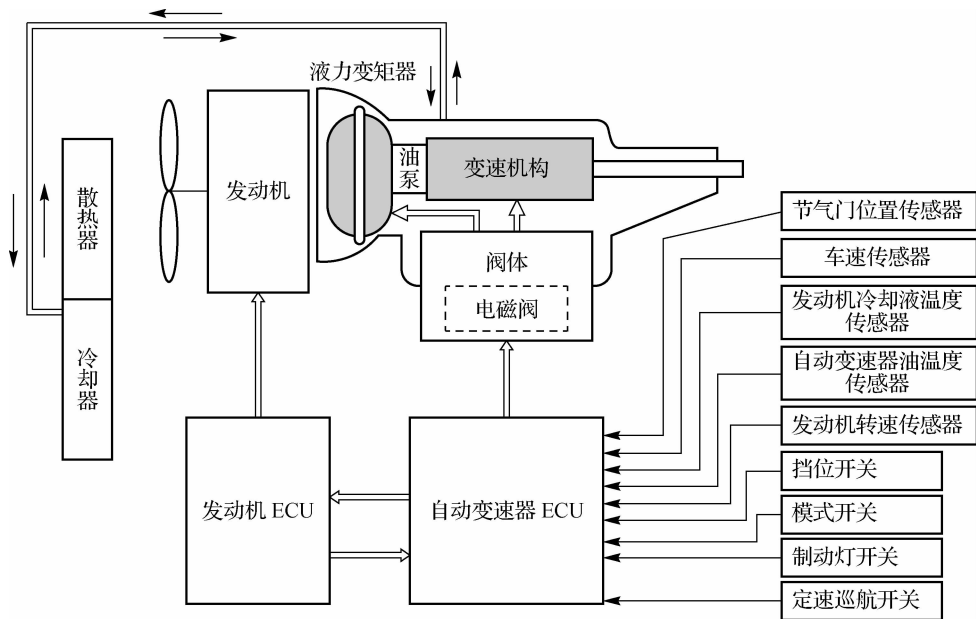 液力变矩器
散热器
冷却器
发动机
油泵
变速机构
阀体
电磁阀
发动机 ECU
自动变速器 ECU
节气门位置传感器
车速传感器
发动机冷却液温度
传感器
自动变速器油温度
传感器
发动机转速传感器
挡位开关
模式开关
制动灯开关
定速巡航开关